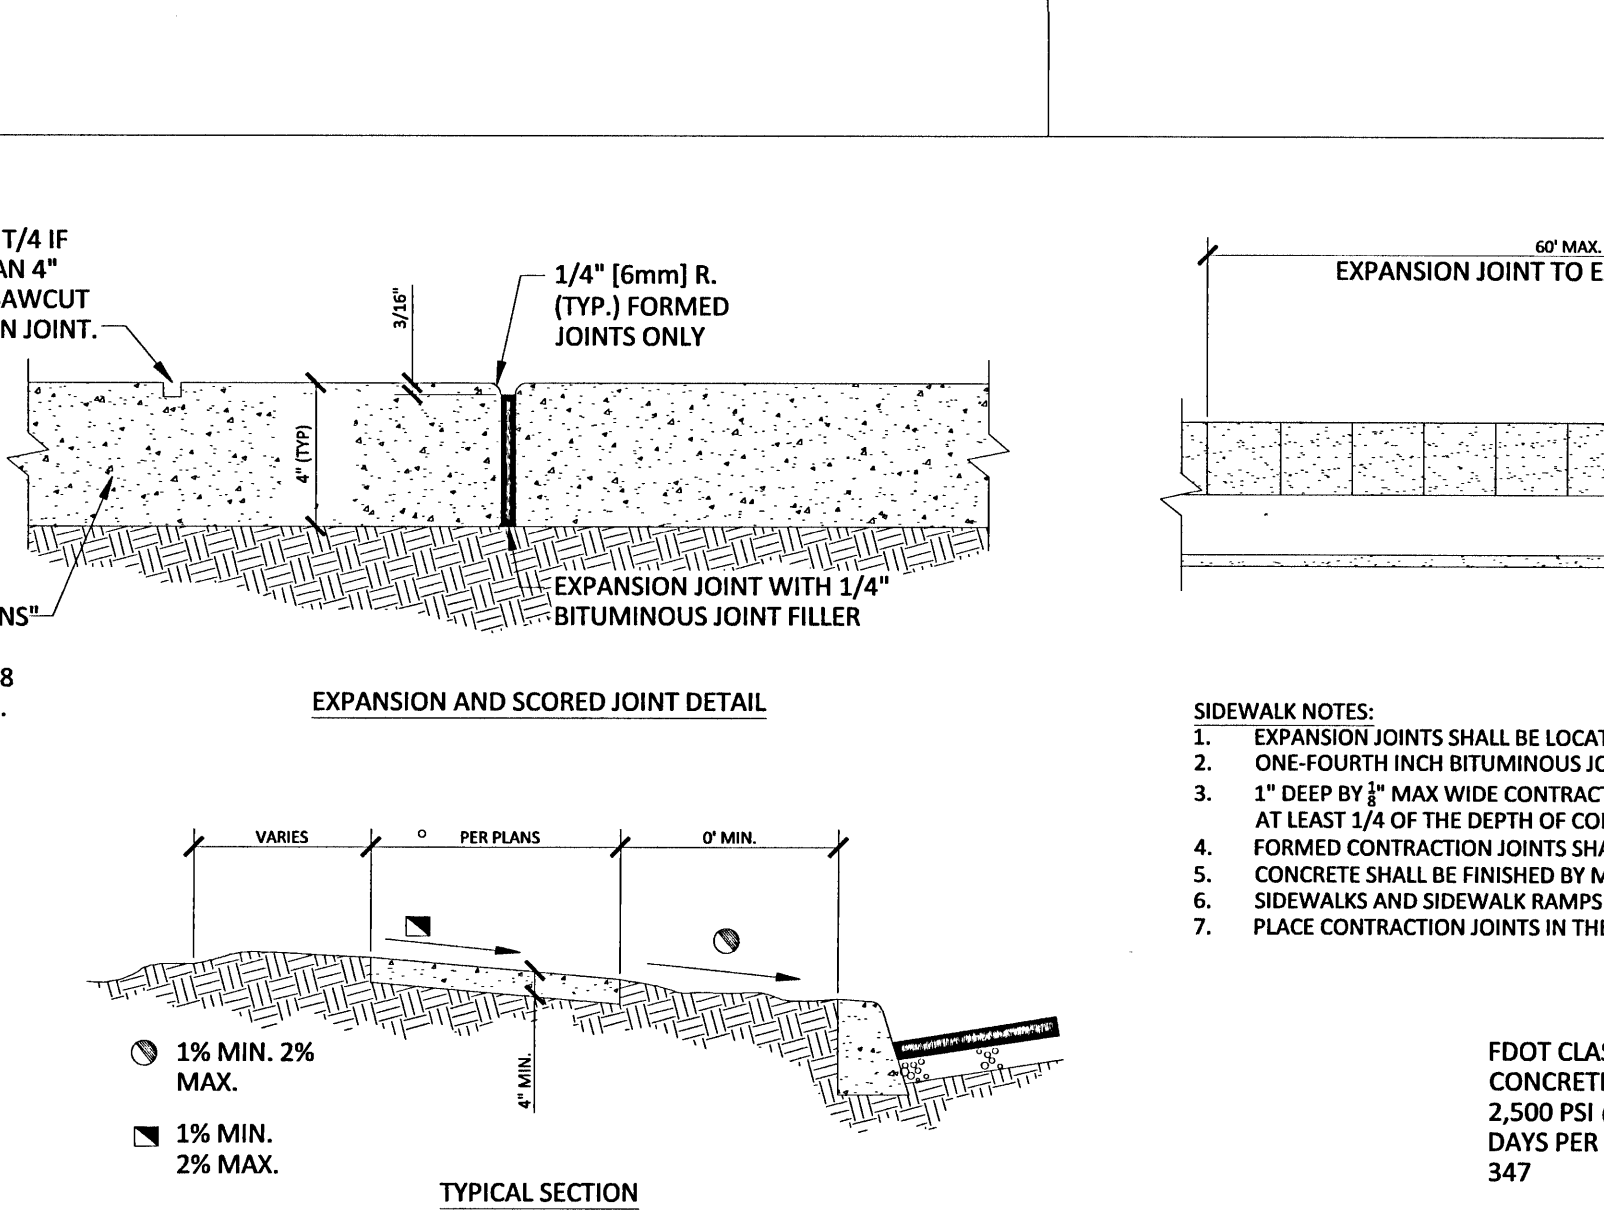 T/4 IF
AN 4"
SAWCUT
N JOINT.
3/16"
1/4" [6mm] R.
(TYP.) FORMED
JOINTS ONLY
4" (TYP)
EXPANSION JOINT WITH 1/4"
BITUMINOUS JOINT FILLER
NS"
8
.
EXPANSION AND SCORED JOINT DETAIL
60' MAX.
EXPANSION JOINT TO E
SIDEWALK NOTES:
1. EXPANSION JOINTS SHALL BE LOCAT
2. ONE-FOURTH INCH BITUMINOUS JO
3. 1" DEEP BY 1/8" MAX WIDE CONTRACT
AT LEAST 1/4 OF THE DEPTH OF CO
4. FORMED CONTRACTION JOINTS SHA
5. CONCRETE SHALL BE FINISHED BY M
6. SIDEWALKS AND SIDEWALK RAMPS
7. PLACE CONTRACTION JOINTS IN THE
VARIES
PER PLANS
0' MIN.
4" MIN.
1% MIN. 2%
MAX.
1% MIN.
2% MAX.
TYPICAL SECTION
FDOT CLAS
CONCRETE
2,500 PSI
DAYS PER
347